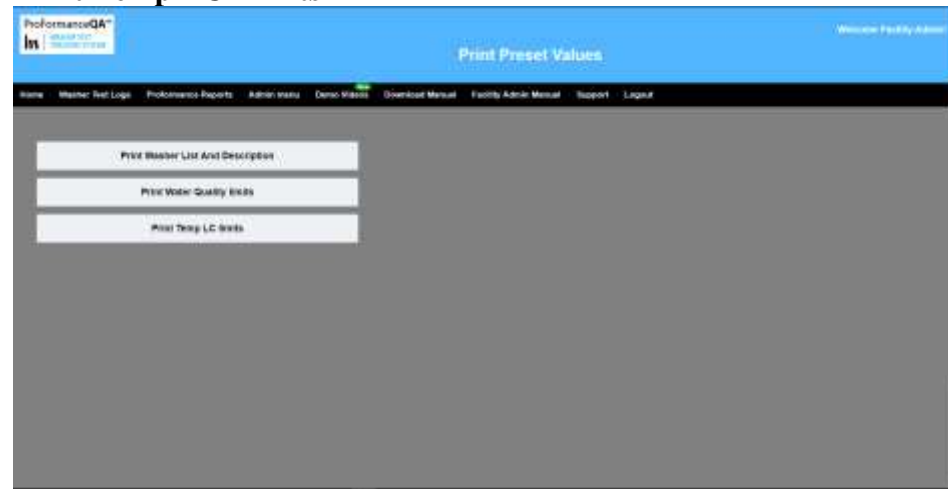 ProformanceQA™
Welcome Facility Admin
Print Preset Values
Home Washer Test Logs Proformance Reports Admin menu Demo Videos Download Manual Facility Admin Manual Support Logout
Print Washer List And Description
Print Water Quality limits
Print Temp LC limits